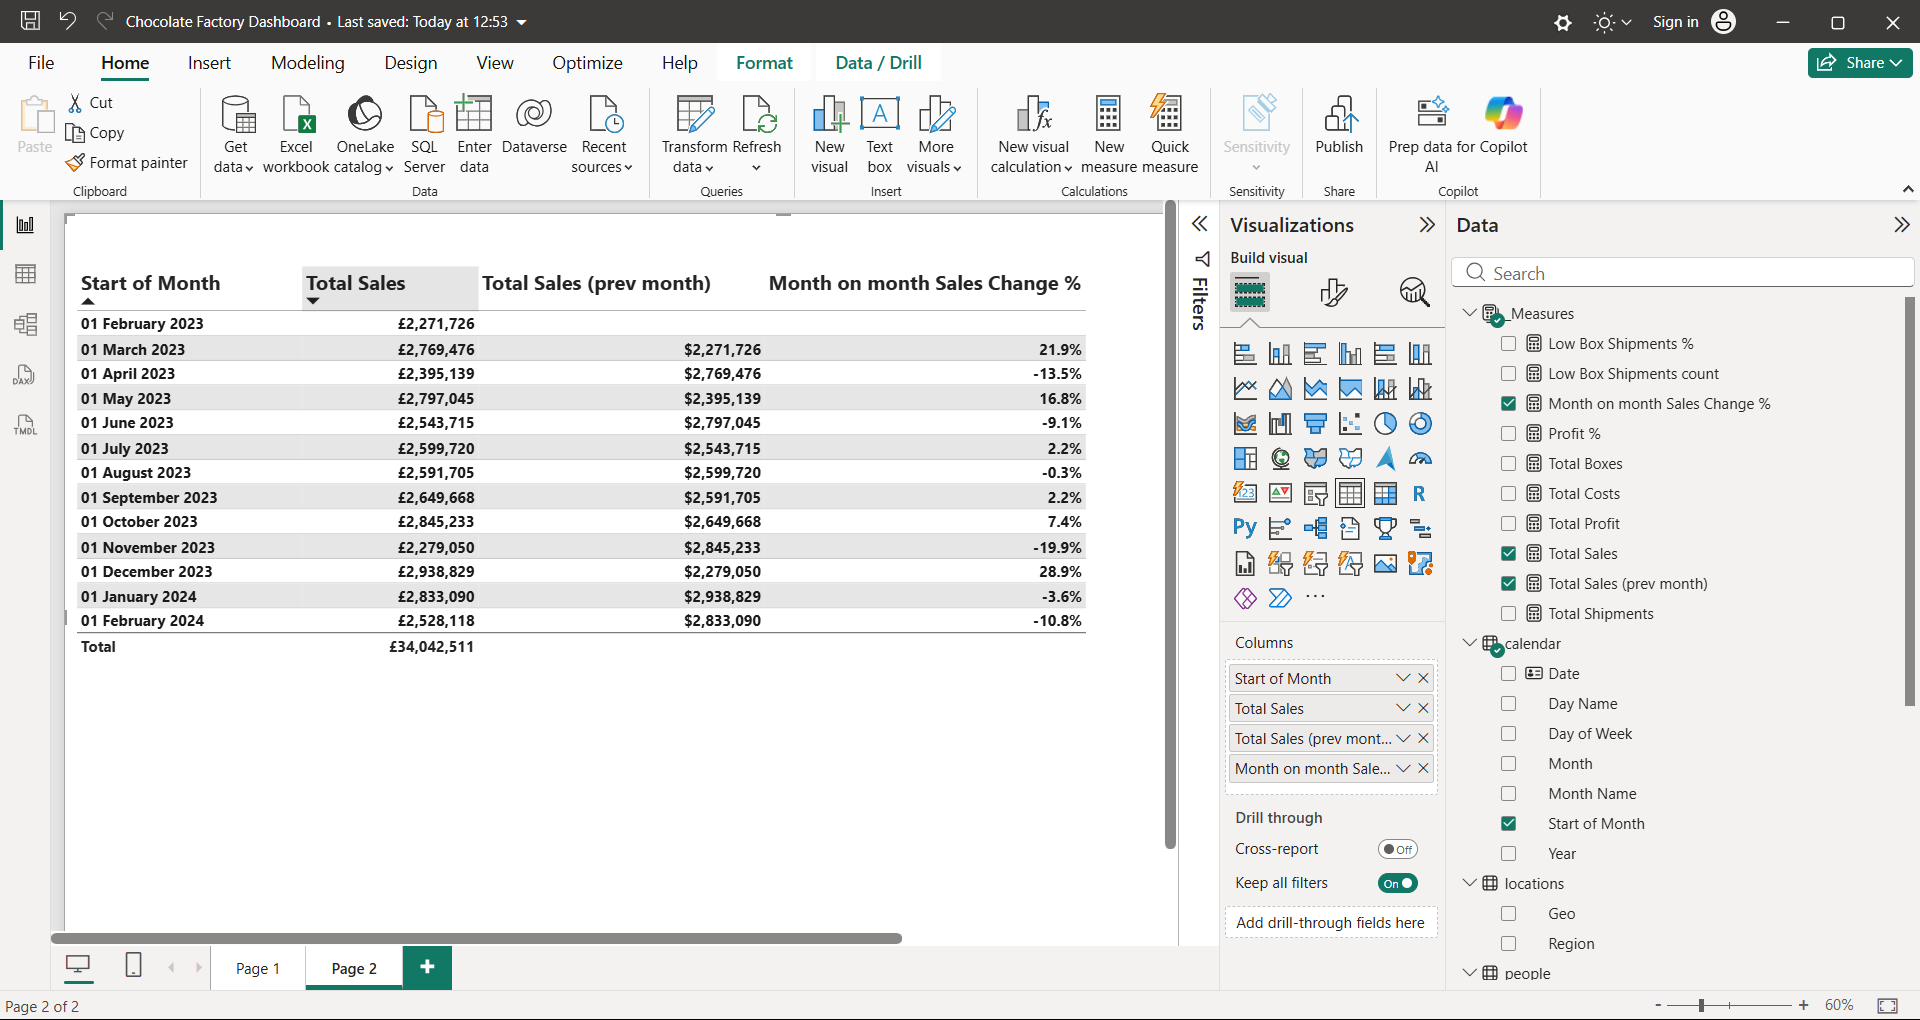 Chocolate Factory Dashboard • Last saved: Today at 12:53
Sign in
File Home Insert Modeling Design View Optimize Help Format Data / Drill
Share
Paste
Cut
Copy
Format painter
Clipboard
Get data
Excel workbook
OneLake catalog
SQL Server
Enter data
Dataverse
Recent sources
Data
Transform data
Refresh
Queries
New visual
Text box
More visuals
Insert
New visual calculation
New measure
Quick measure
Calculations
Sensitivity
Sensitivity
Publish
Share
Prep data for AI
Copilot
Copilot
DAX
TMDL
Start of Month Total Sales Total Sales (prev month) Month on month Sales Change %
01 February 2023 £2,271,726
01 March 2023 £2,769,476 $2,271,726 21.9%
01 April 2023 £2,395,139 $2,769,476 -13.5%
01 May 2023 £2,797,045 $2,395,139 16.8%
01 June 2023 £2,543,715 $2,797,045 -9.1%
01 July 2023 £2,599,720 $2,543,715 2.2%
01 August 2023 £2,591,705 $2,599,720 -0.3%
01 September 2023 £2,649,668 $2,591,705 2.2%
01 October 2023 £2,845,233 $2,649,668 7.4%
01 November 2023 £2,279,050 $2,845,233 -19.9%
01 December 2023 £2,938,829 $2,279,050 28.9%
01 January 2024 £2,833,090 $2,938,829 -3.6%
01 February 2024 £2,528,118 $2,833,090 -10.8%
Total £34,042,511
Filters
Visualizations
Build visual
123
R
Py
Columns
Start of Month
Total Sales
Total Sales (prev mont...
Month on month Sale...
Drill through
Cross-report Off
Keep all filters On
Add drill-through fields here
Data
Search
_Measures
Low Box Shipments %
Low Box Shipments count
Month on month Sales Change %
Profit %
Total Boxes
Total Costs
Total Profit
Total Sales
Total Sales (prev month)
Total Shipments
calendar
Date
Day Name
Day of Week
Month
Month Name
Start of Month
Year
locations
Geo
Region
people
Page 1 Page 2 +
Page 2 of 2
- + 60%